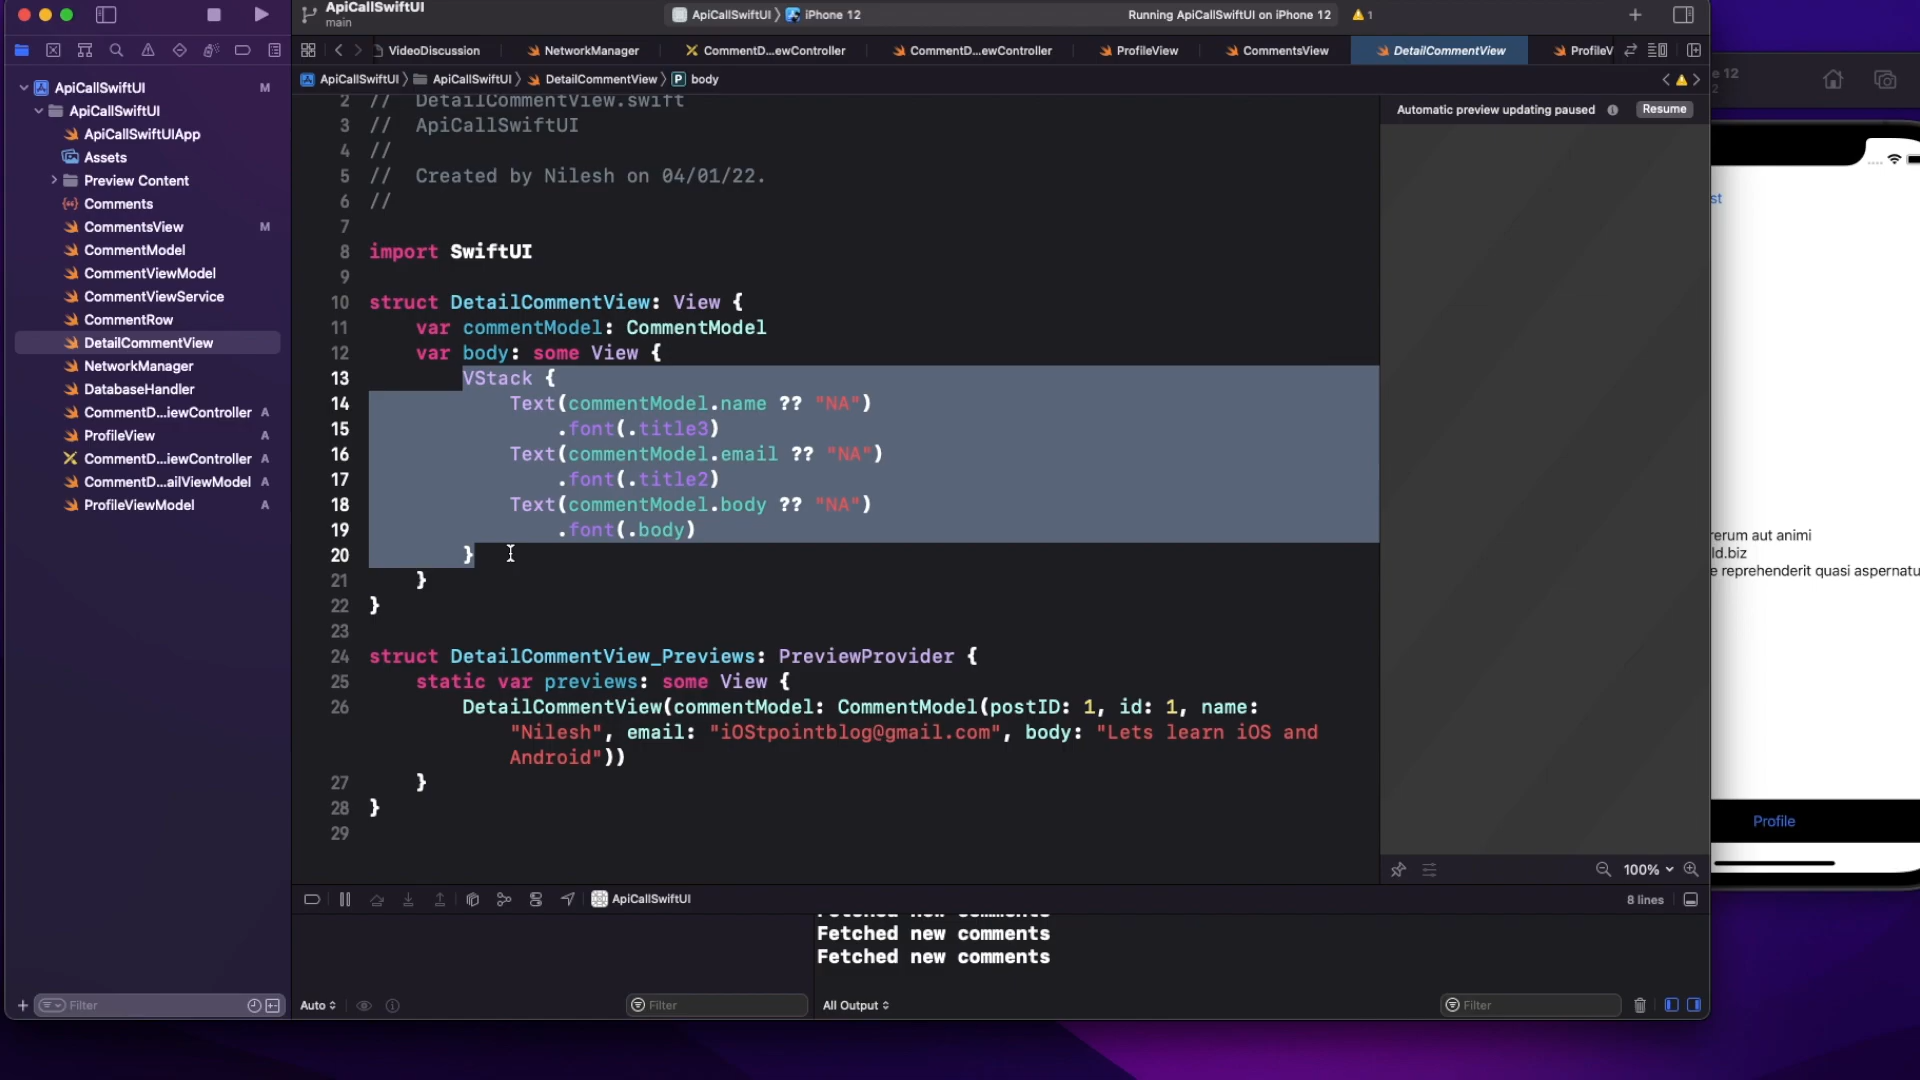 ApiCallSwiftUI
main
ApiCallSwiftUI
iPhone 12
Running ApiCallSwiftUI on iPhone 12
1
VideoDiscussion
NetworkManager
CommentD...ewController
CommentD...ewController
ProfileView
CommentsView
DetailCommentView
ProfileV
ApiCallSwiftUI
ApiCallSwiftUI
DetailCommentView
P body
ApiCallSwiftUI M
ApiCallSwiftUI
ApiCallSwiftUIApp
Assets
Preview Content
Comments
CommentsView M
CommentModel
CommentViewModel
CommentViewService
CommentRow
DetailCommentView
NetworkManager
DatabaseHandler
CommentD...iewController A
ProfileView A
CommentD...iewController A
CommentD...ailViewModel A
ProfileViewModel A
Filter
2 // DetailCommentView.swift
3 // ApiCallSwiftUI
4 //
5 // Created by Nilesh on 04/01/22.
6 //
7
8 import SwiftUI
9
10 struct DetailCommentView: View {
11 var commentModel: CommentModel
12 var body: some View {
13 VStack {
14 Text(commentModel.name ?? "NA")
15 .font(.title3)
16 Text(commentModel.email ?? "NA")
17 .font(.title2)
18 Text(commentModel.body ?? "NA")
19 .font(.body)
20 }
21 }
22 }
23
24 struct DetailCommentView_Previews: PreviewProvider {
25 static var previews: some View {
26 DetailCommentView(commentModel: CommentModel(postID: 1, id: 1, name:
"Nilesh", email: "iOStpointblog@gmail.com", body: "Lets learn iOS and
Android"))
27 }
28 }
29
Automatic preview updating paused
Resume
100%
ApiCallSwiftUI
8 lines
Fetched new comments
Fetched new comments
Fetched new comments
Auto
Filter
All Output
Filter
e 12
2
st
rerum aut animi
ld.biz
e reprehenderit quasi aspernatu
Profile